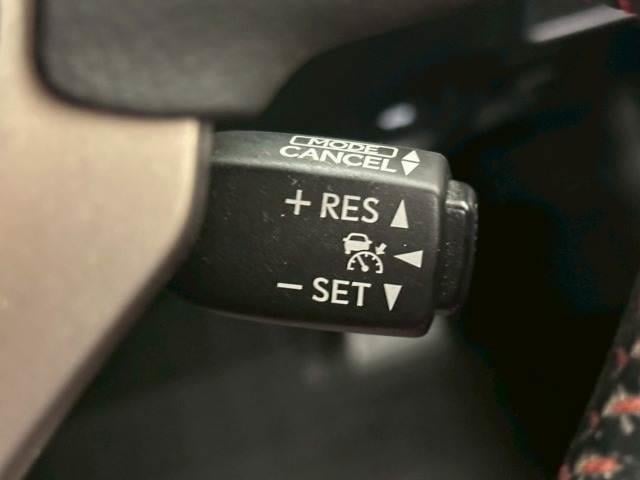 MODE
CANCEL
+ RES
− SET